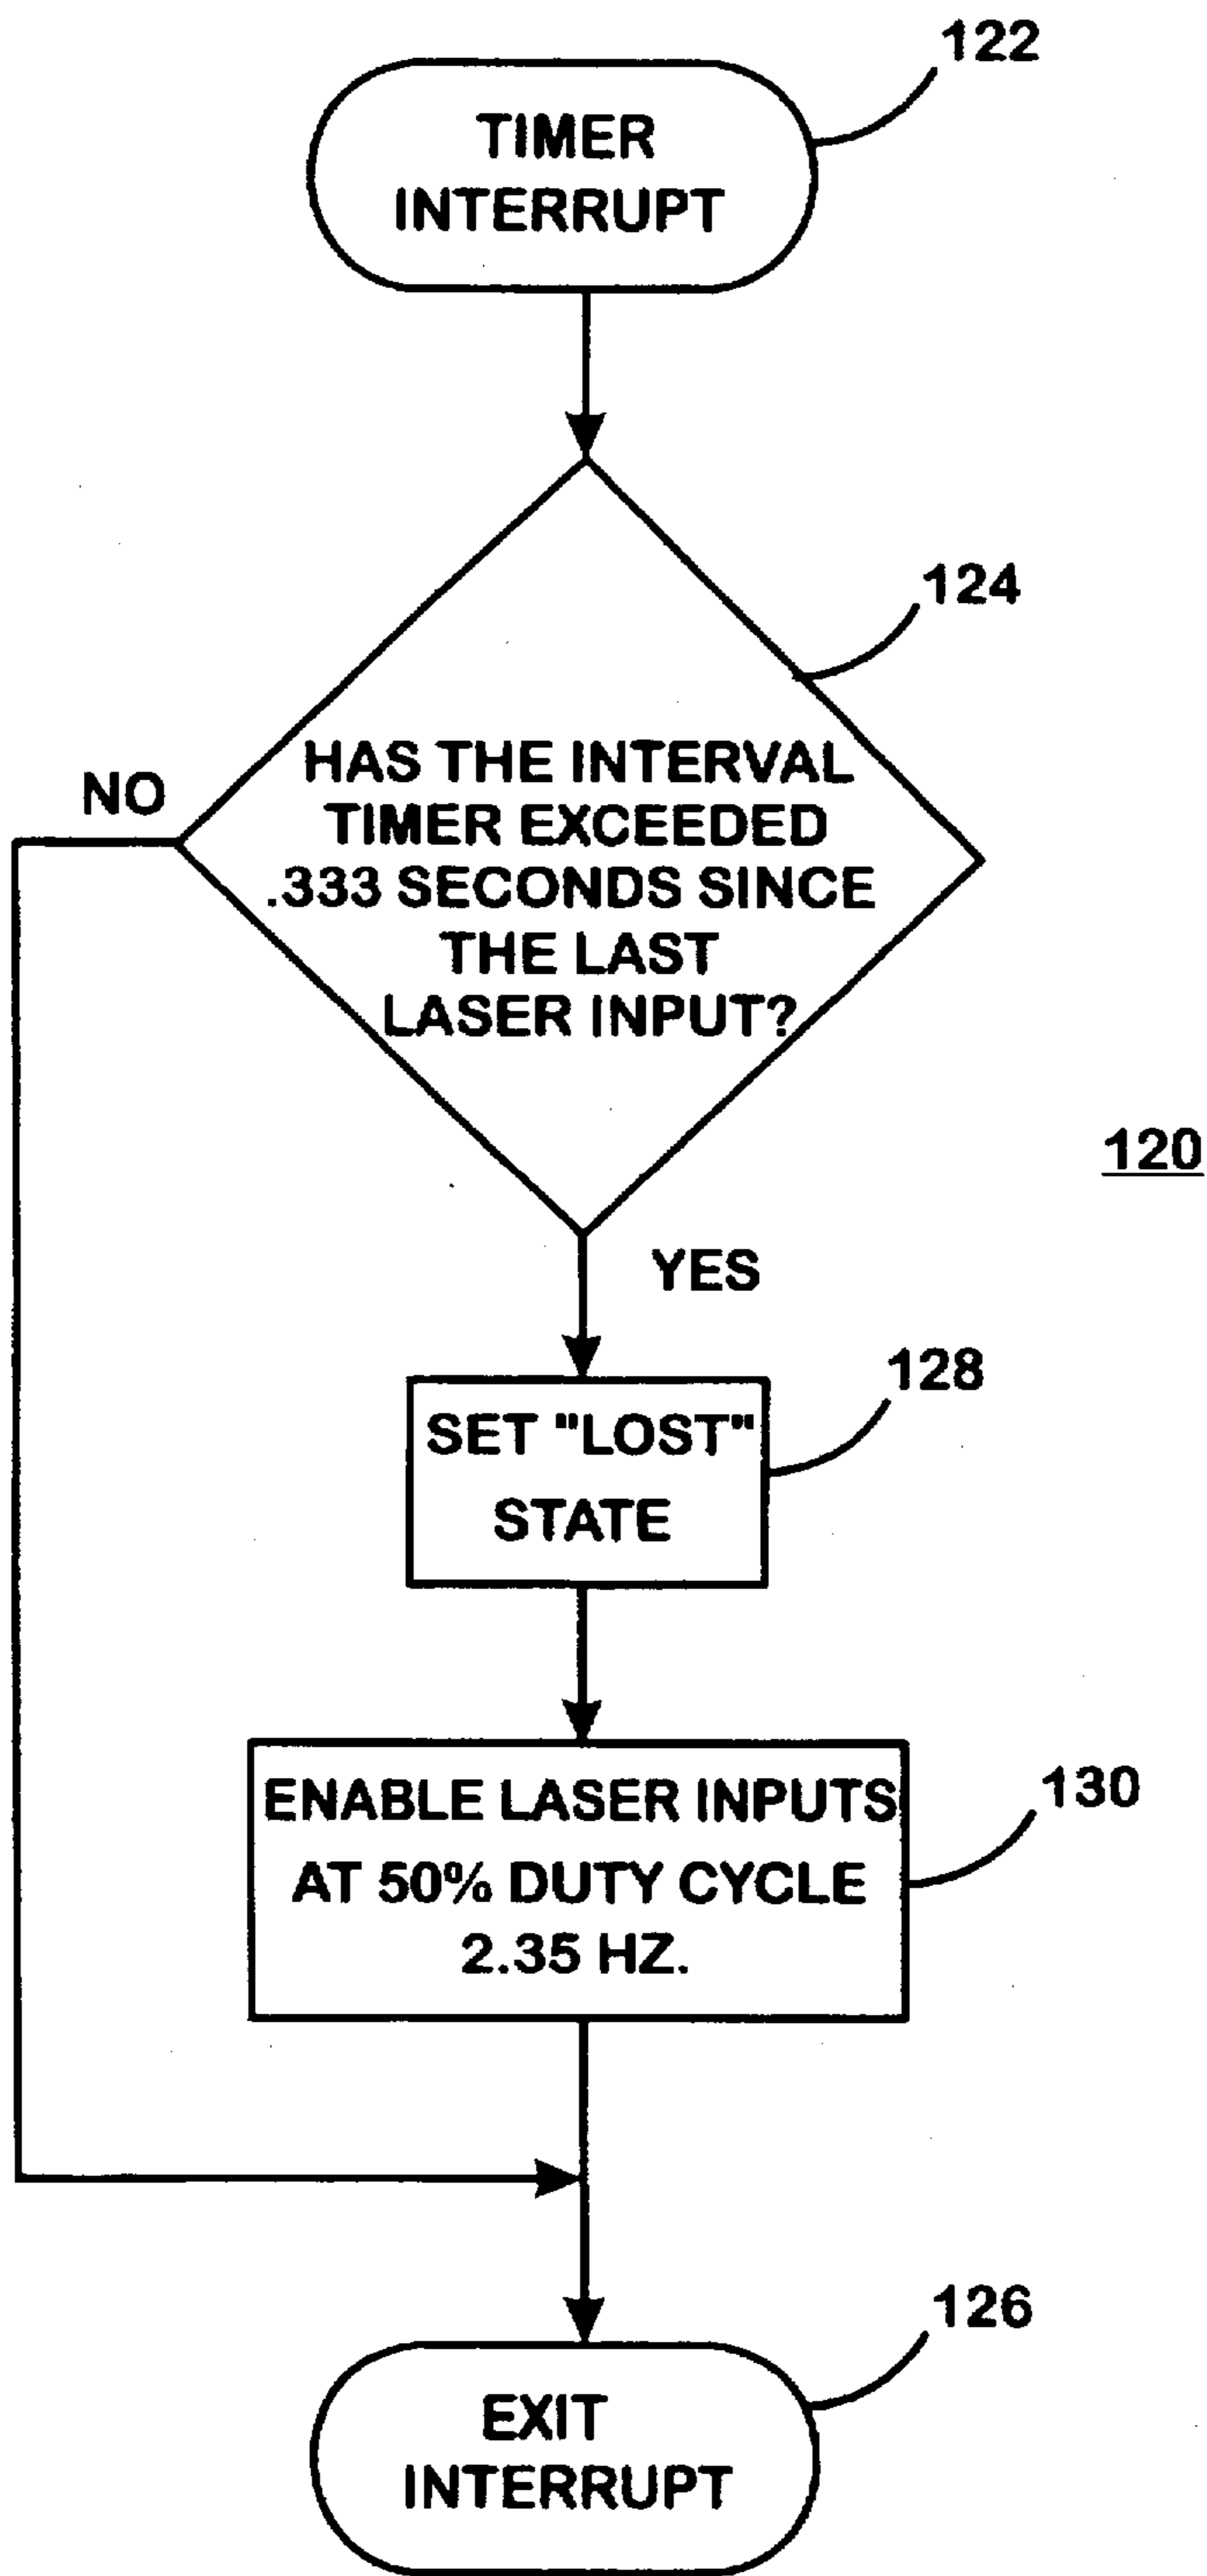 122
TIMER
INTERRUPT
124
HAS THE INTERVAL
TIMER EXCEEDED
.333 SECONDS SINCE
THE LAST
LASER INPUT?
NO
120
YES
128
SET "LOST"
STATE
130
ENABLE LASER INPUTS
AT 50% DUTY CYCLE
2.35 HZ.
126
EXIT
INTERRUPT